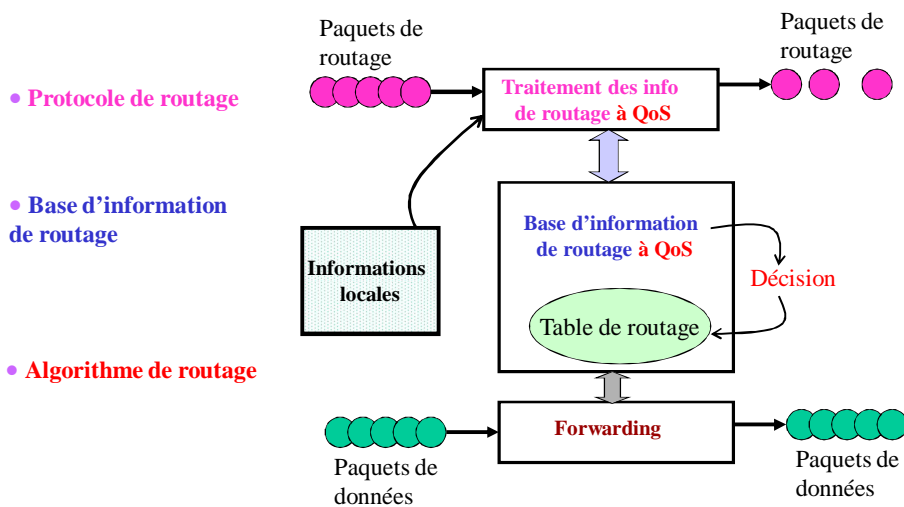 Paquets de
routage
Paquets de
routage
• Protocole de routage
Traitement des info
de routage à QoS
• Base d’information
de routage
Base d’information
de routage à QoS
Informations
locales
Décision
Table de routage
• Algorithme de routage
Forwarding
Paquets de
données
Paquets de
données